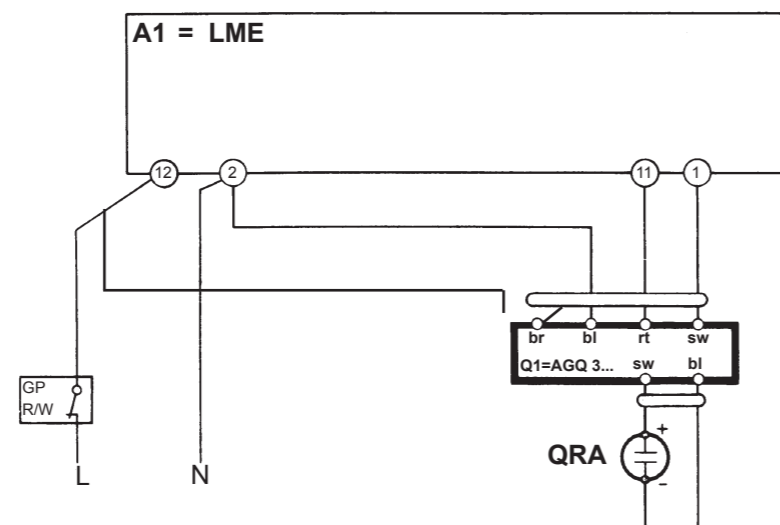 A1 = LME
12 2 11 1
br bl rt sw
Q1=AGQ 3... sw bl
GP
R/W
+
QRA
-
L N